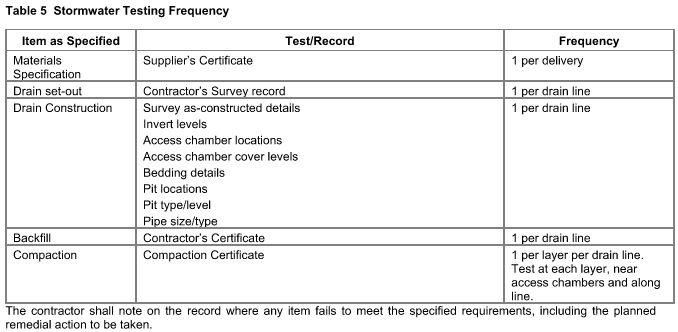 Table 5 Stormwater Testing Frequency
Item as Specified Test/Record Frequency
Materials Specification Supplier's Certificate 1 per delivery
Drain set-out Contractor's Survey record 1 per drain line
Drain Construction Survey as-constructed details 1 per drain line
Invert levels
Access chamber locations
Access chamber cover levels
Bedding details
Pit locations
Pit type/level
Pipe size/type
Backfill Contractor's Certificate 1 per drain line
Compaction Compaction Certificate 1 per layer per drain line.
Test at each layer, near
access chambers and along
line.
The contractor shall note on the record where any item fails to meet the specified requirements, including the planned
remedial action to be taken.